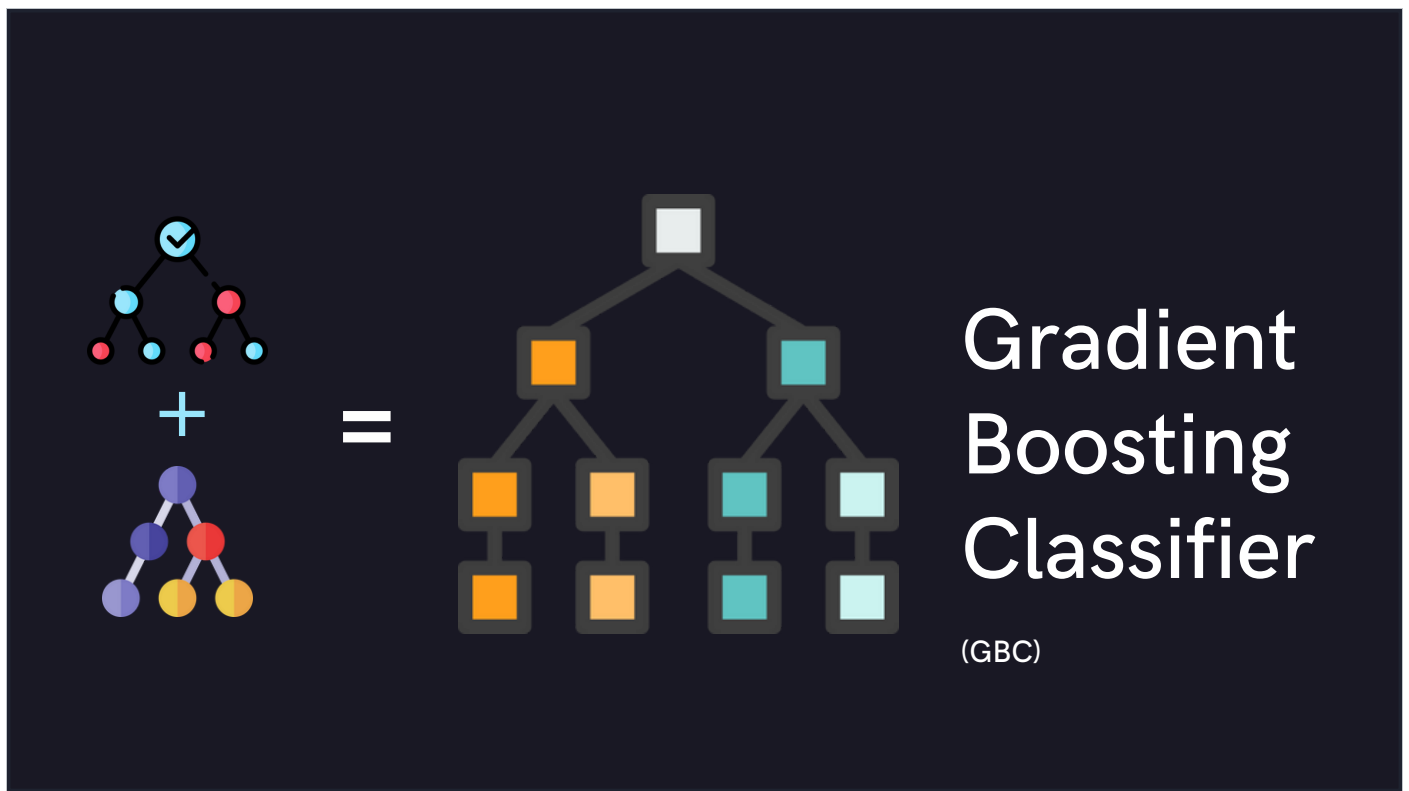 +
=
Gradient
Boosting
Classifier
(GBC)